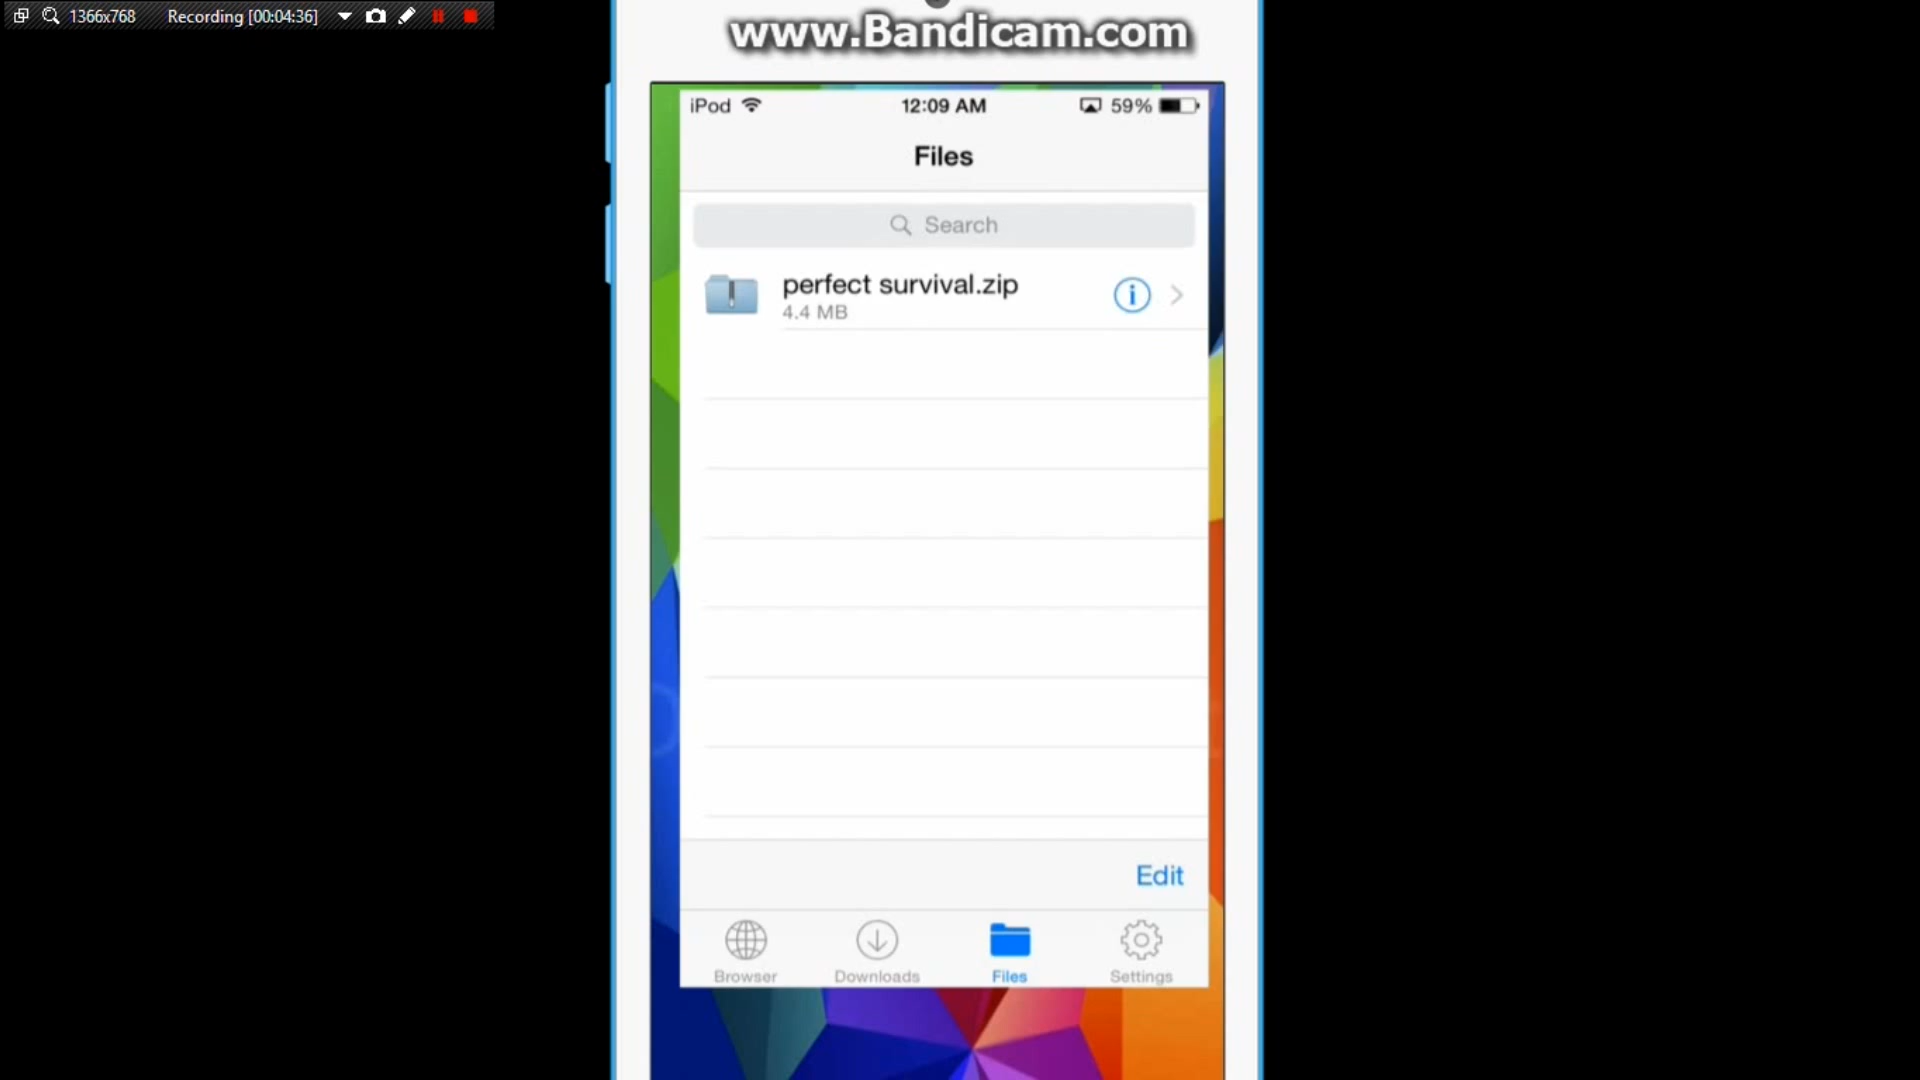 1366x768 Recording [00:04:36]
www.Bandicam.com
iPod 12:09 AM 59%
Files
Search
perfect survival.zip
4.4 MB
Edit
Browser Downloads Files Settings